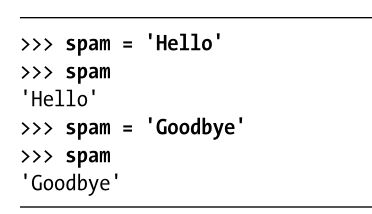 >>> spam = 'Hello'
>>> spam
'Hello'
>>> spam = 'Goodbye'
>>> spam
'Goodbye'